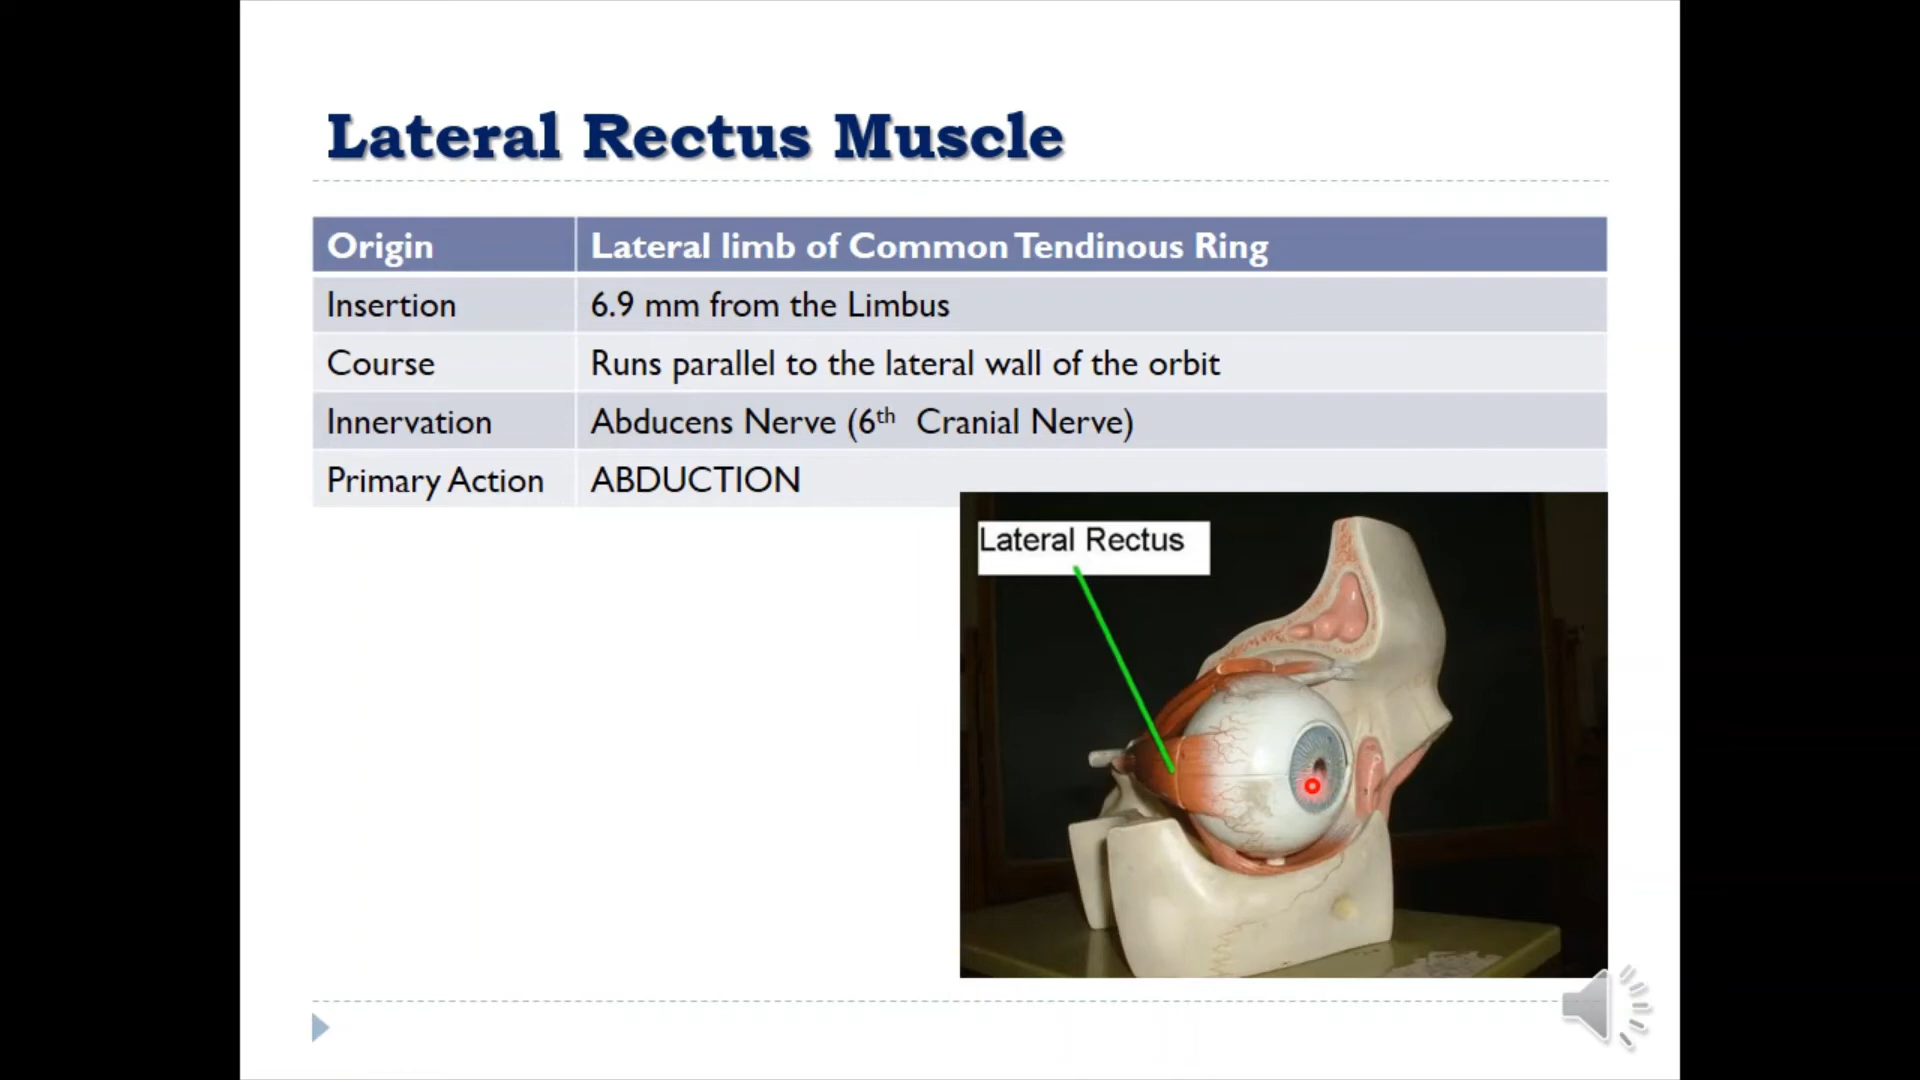 Lateral Rectus Muscle
Origin Lateral limb of Common Tendinous Ring
Insertion 6.9 mm from the Limbus
Course Runs parallel to the lateral wall of the orbit
Innervation Abducens Nerve (6th Cranial Nerve)
Primary Action ABDUCTION
Lateral Rectus